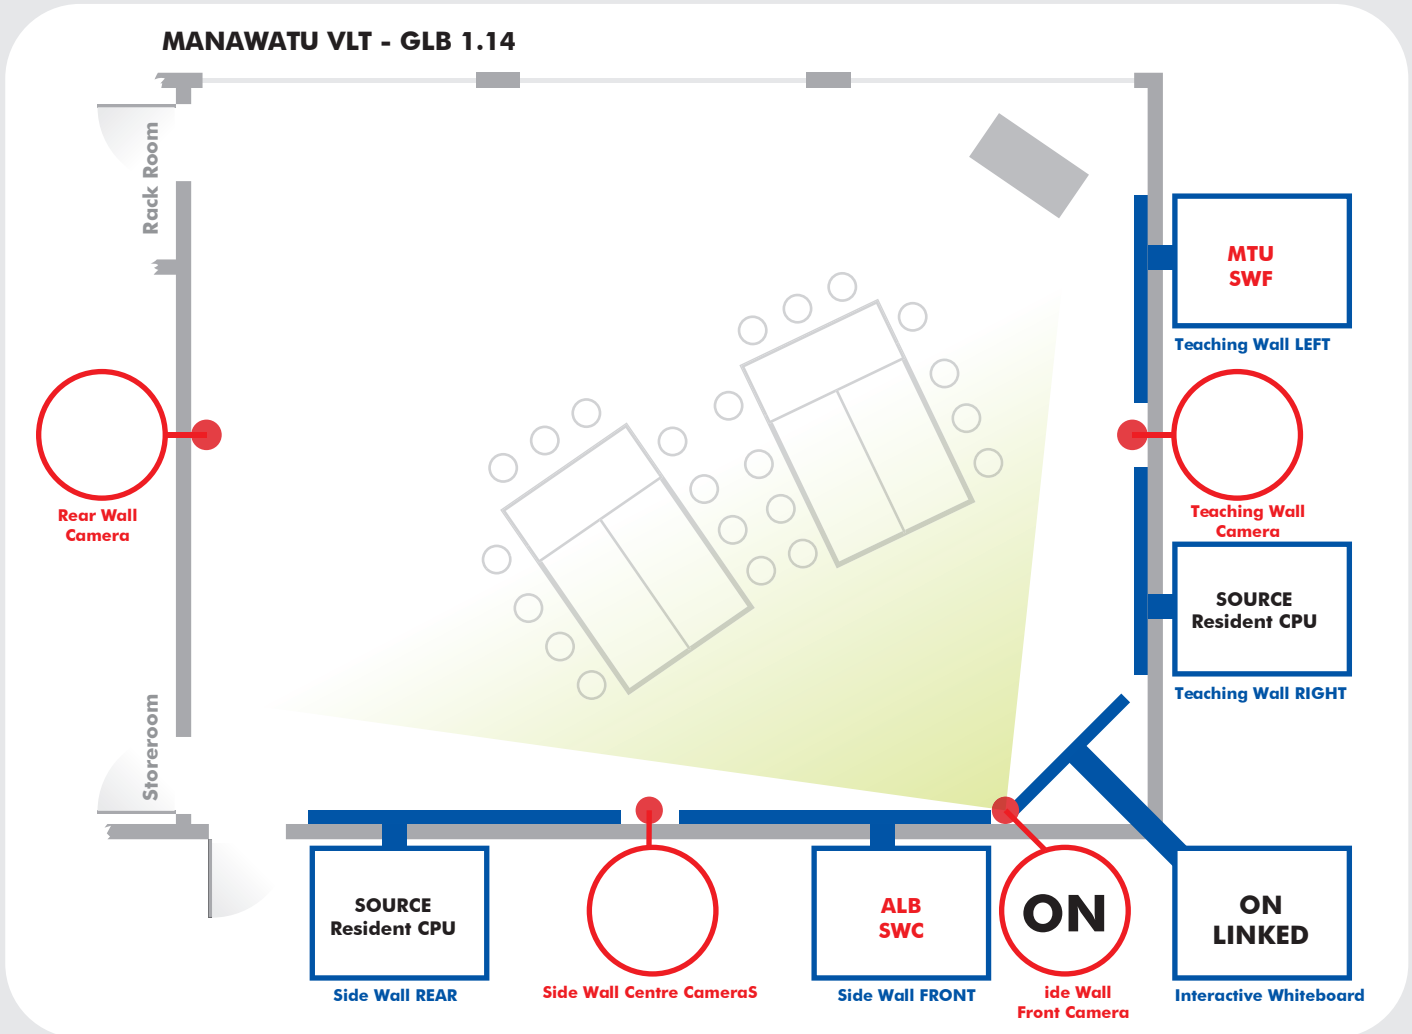 MANAWATU VLT - GLB 1.14
Rack Room
MTU
SWF
Teaching Wall LEFT
Rear Wall
Camera
Teaching Wall
Camera
SOURCE
Resident CPU
Teaching Wall RIGHT
Storeroom
SOURCE
Resident CPU
Side Wall REAR
Side Wall Centre CameraS
ALB
SWC
Side Wall FRONT
ON
ide Wall
Front Camera
ON
LINKED
Interactive Whiteboard